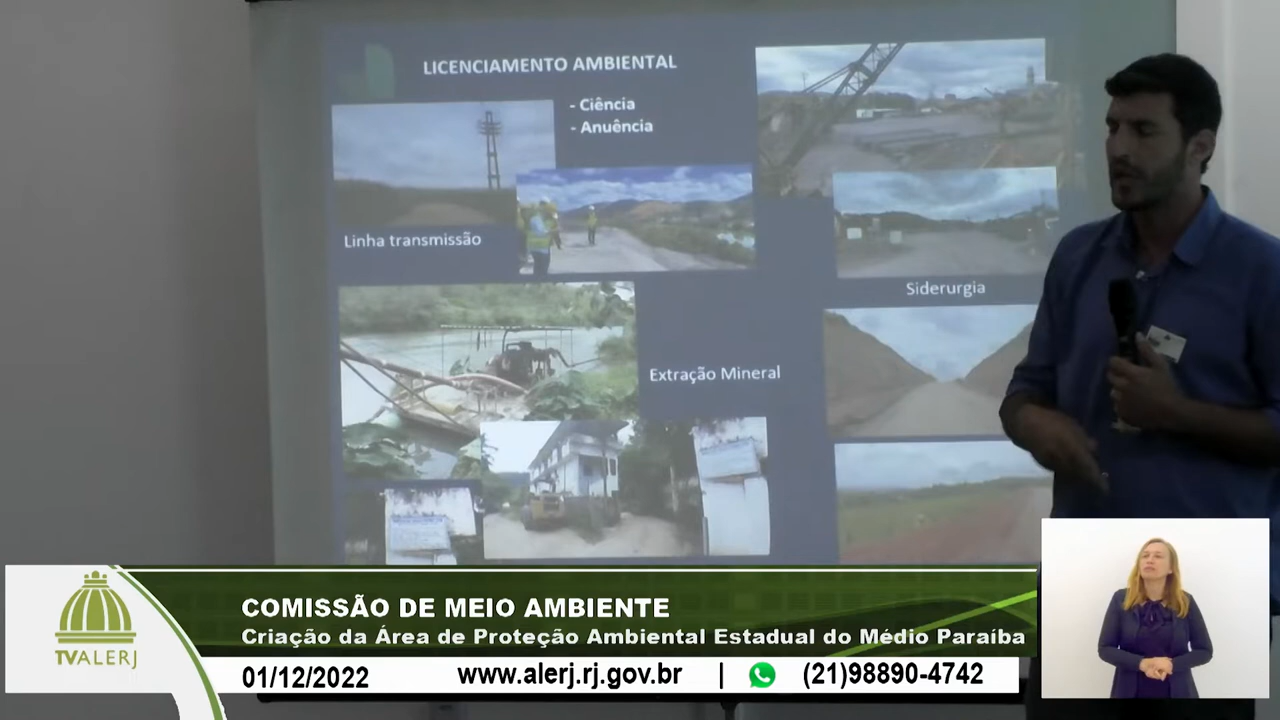 LICENCIAMENTO AMBIENTAL
- Ciência
- Anuência
Linha transmissão
Siderurgia
Extração Mineral
COMISSÃO DE MEIO AMBIENTE
Criação da Área de Proteção Ambiental Estadual do Médio Paraíba
TVALERJ
01/12/2022 www.alerj.rj.gov.br | (21)98890-4742